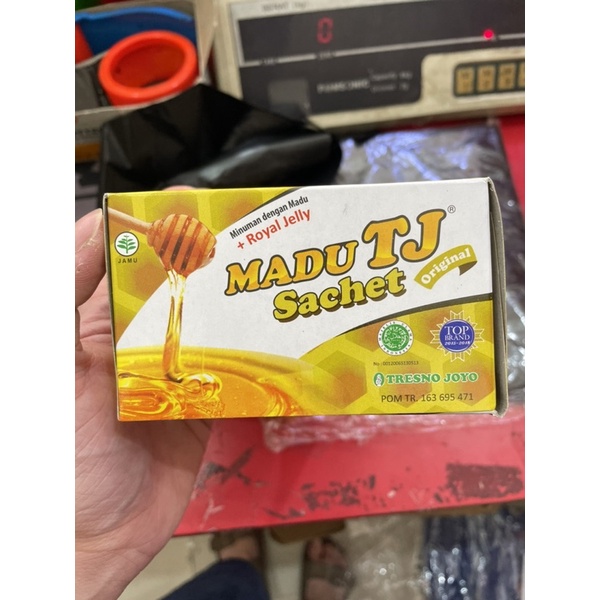 0
JAMU
Minuman dengan Madu
+ Royal Jelly
MADU TJ®
Sachet
Original
TOP
BRAND
TRESNO JOYO
POM TR. 163 695 471